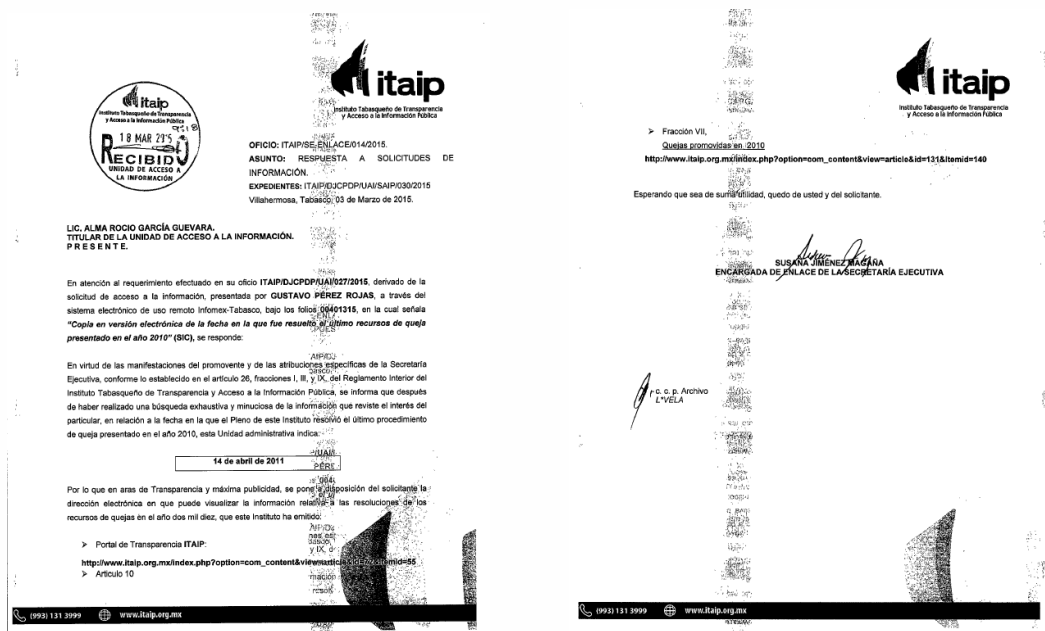 itaip
Instituto Tabasqueño de Transparencia
y Acceso a la Información Pública
itaip
Instituto Tabasqueño de Transparencia
y Acceso a la Información Pública
18 MAR
RECIBIDO
UNIDAD DE ACCESO A
LA INFORMACIÓN
OFICIO: ITAIP/SE-ENLACE/014/2015.
ASUNTO: RESPUESTA A SOLICITUDES DE
INFORMACIÓN.
EXPEDIENTES: ITAIP/DJCPDP/UAI/SAIP/030/2015
Villahermosa, Tabasco, 03 de Marzo de 2015.
LIC. ALMA ROCIO GARCÍA GUEVARA.
TITULAR DE LA UNIDAD DE ACCESO A LA INFORMACIÓN.
P R E S E N T E.
En atención al requerimiento efectuado en su oficio ITAIP/DJCPDP/UAI/027/2015, derivado de la
solicitud de acceso a la información, presentada por GUSTAVO PÉREZ ROJAS, a través del
sistema electrónico de uso remoto Infomex-Tabasco, bajo los folios 00401315, en la cual señala
"Copia en versión electrónica de la fecha en la que fue resuelto el último recursos de queja
presentado en el año 2010" (SIC), se responde:
En virtud de las manifestaciones del promovente y de las atribuciones específicas de la Secretaría
Ejecutiva, conforme lo establecido en el artículo 26, fracciones I, III, y IX, del Reglamento Interior del
Instituto Tabasqueño de Transparencia y Acceso a la Información Pública, se informa que después
de haber realizado una búsqueda exhaustiva y minuciosa de la información que reviste el interés del
particular, en relación a la fecha en la que el Pleno de este Instituto resolvió el último procedimiento
de queja presentado en el año 2010, esta Unidad administrativa indica:
14 de abril de 2011
Por lo que en aras de Transparencia y máxima publicidad, se pone a disposición del solicitante la
dirección electrónica en que puede visualizar la información relativa a las resoluciones de los
recursos de quejas en el año dos mil diez, que este Instituto ha emitido:
➢ Portal de Transparencia ITAIP:
http://www.itaip.org.mx/index.php?option=com_content&view=article
➢ Artículo 10
(993) 131 3999 www.itaip.org.mx
itaip
Instituto Tabasqueño de Transparencia
y Acceso a la Información Pública
➢ Fracción VII,
Quejas promovidas en 2010
http://www.itaip.org.mx/index.php?option=com_content&view=article&id=131&Itemid=140
Esperando que sea de suma utilidad, quedo de usted y del solicitante.
SUSANA JIMÉNEZ MAGAÑA
ENCARGADA DE ENLACE DE LA SECRETARÍA EJECUTIVA
c. c. p. Archivo
L*VELA
(993) 131 3999 www.itaip.org.mx